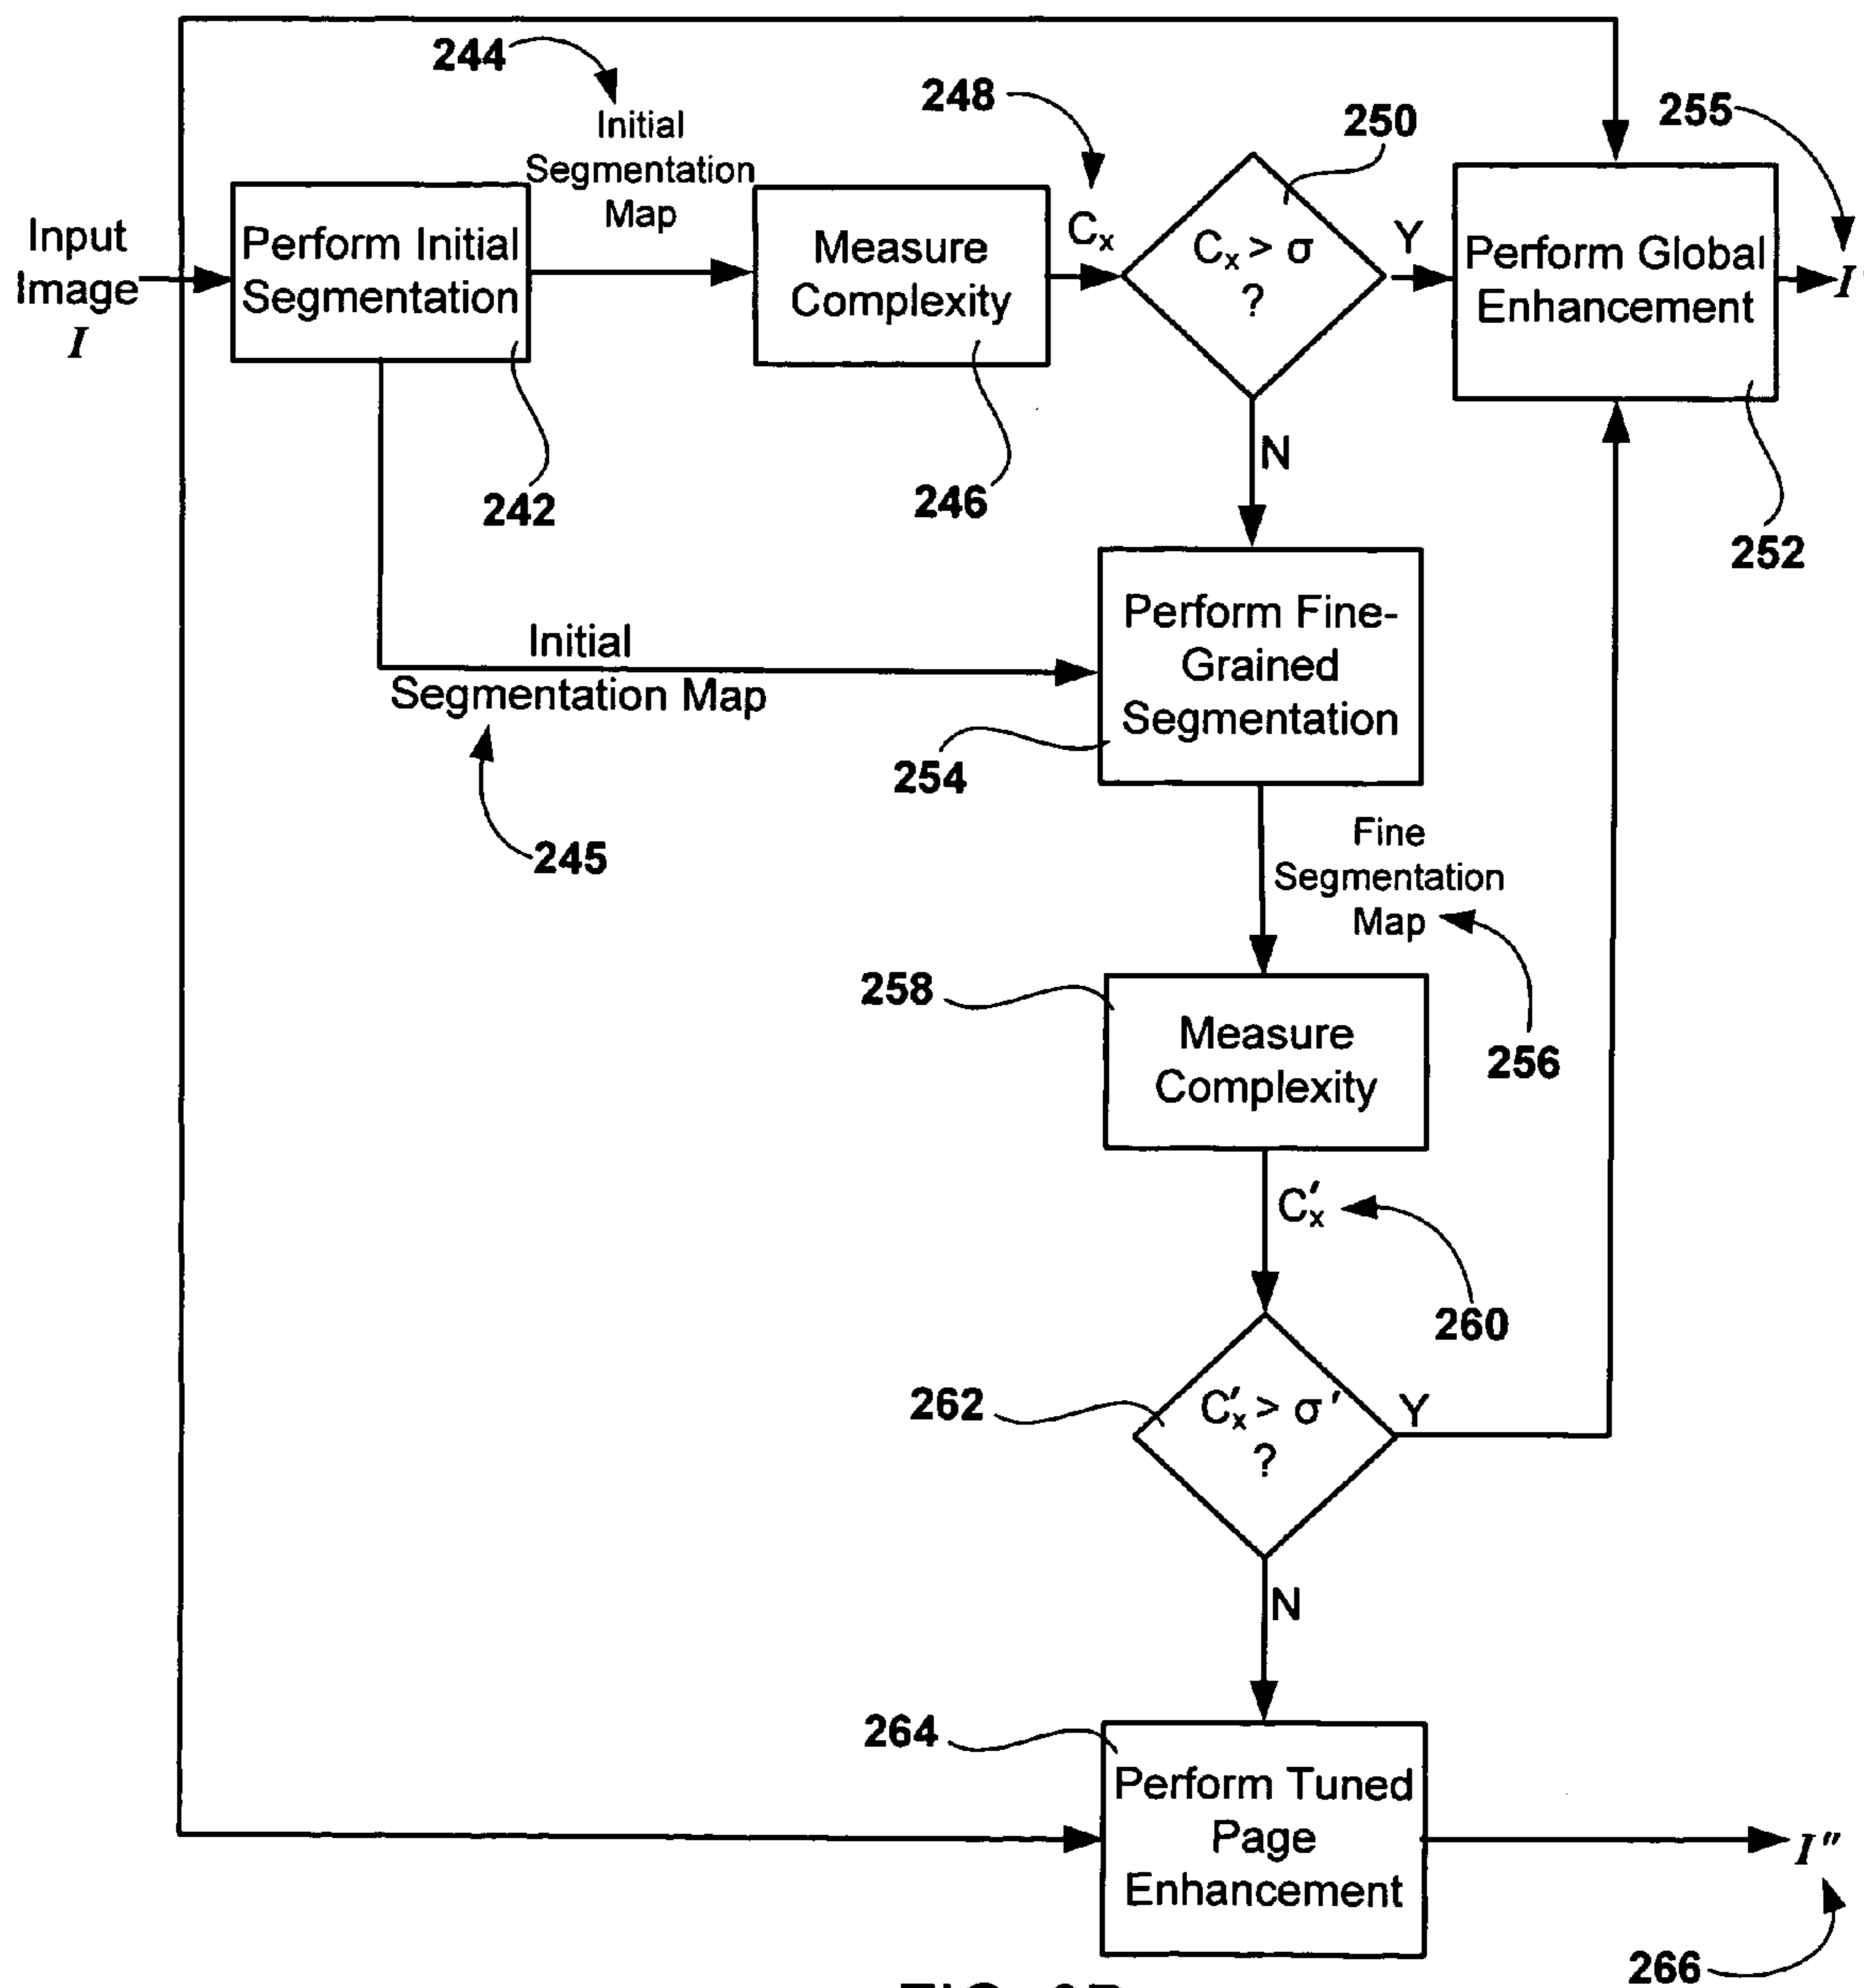 244
Initial
Segmentation
Map
248
250
255
Input
Image
I
Perform Initial
Segmentation
Measure
Complexity
Cx
Cx > σ
?
Y
Perform Global
Enhancement
I'
242
246
N
252
Initial
Segmentation Map
245
Perform Fine-
Grained
Segmentation
254
Fine
Segmentation
Map
256
258
Measure
Complexity
C′x
260
262
C′x > σ′
?
Y
N
264
Perform Tuned
Page
Enhancement
I″
266